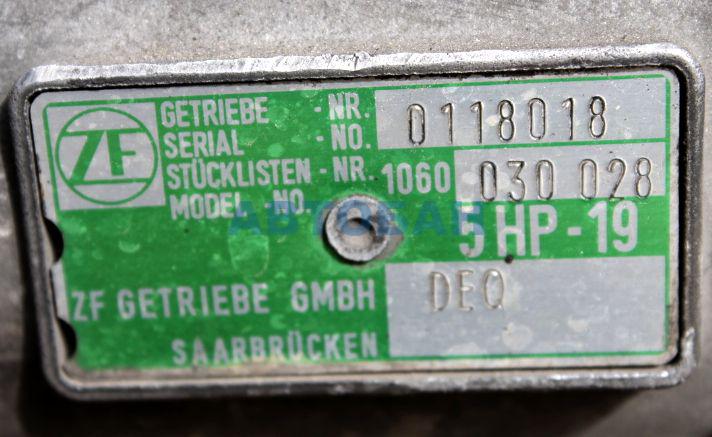 ZF
GETRIEBE - NR. 0118018
SERIAL - NO.
STÜCKLISTEN - NR. 1060 030 028
MODEL NO.
5 HP - 19
ZF GETRIEBE GMBH DEQ
SAARBRÜCKEN